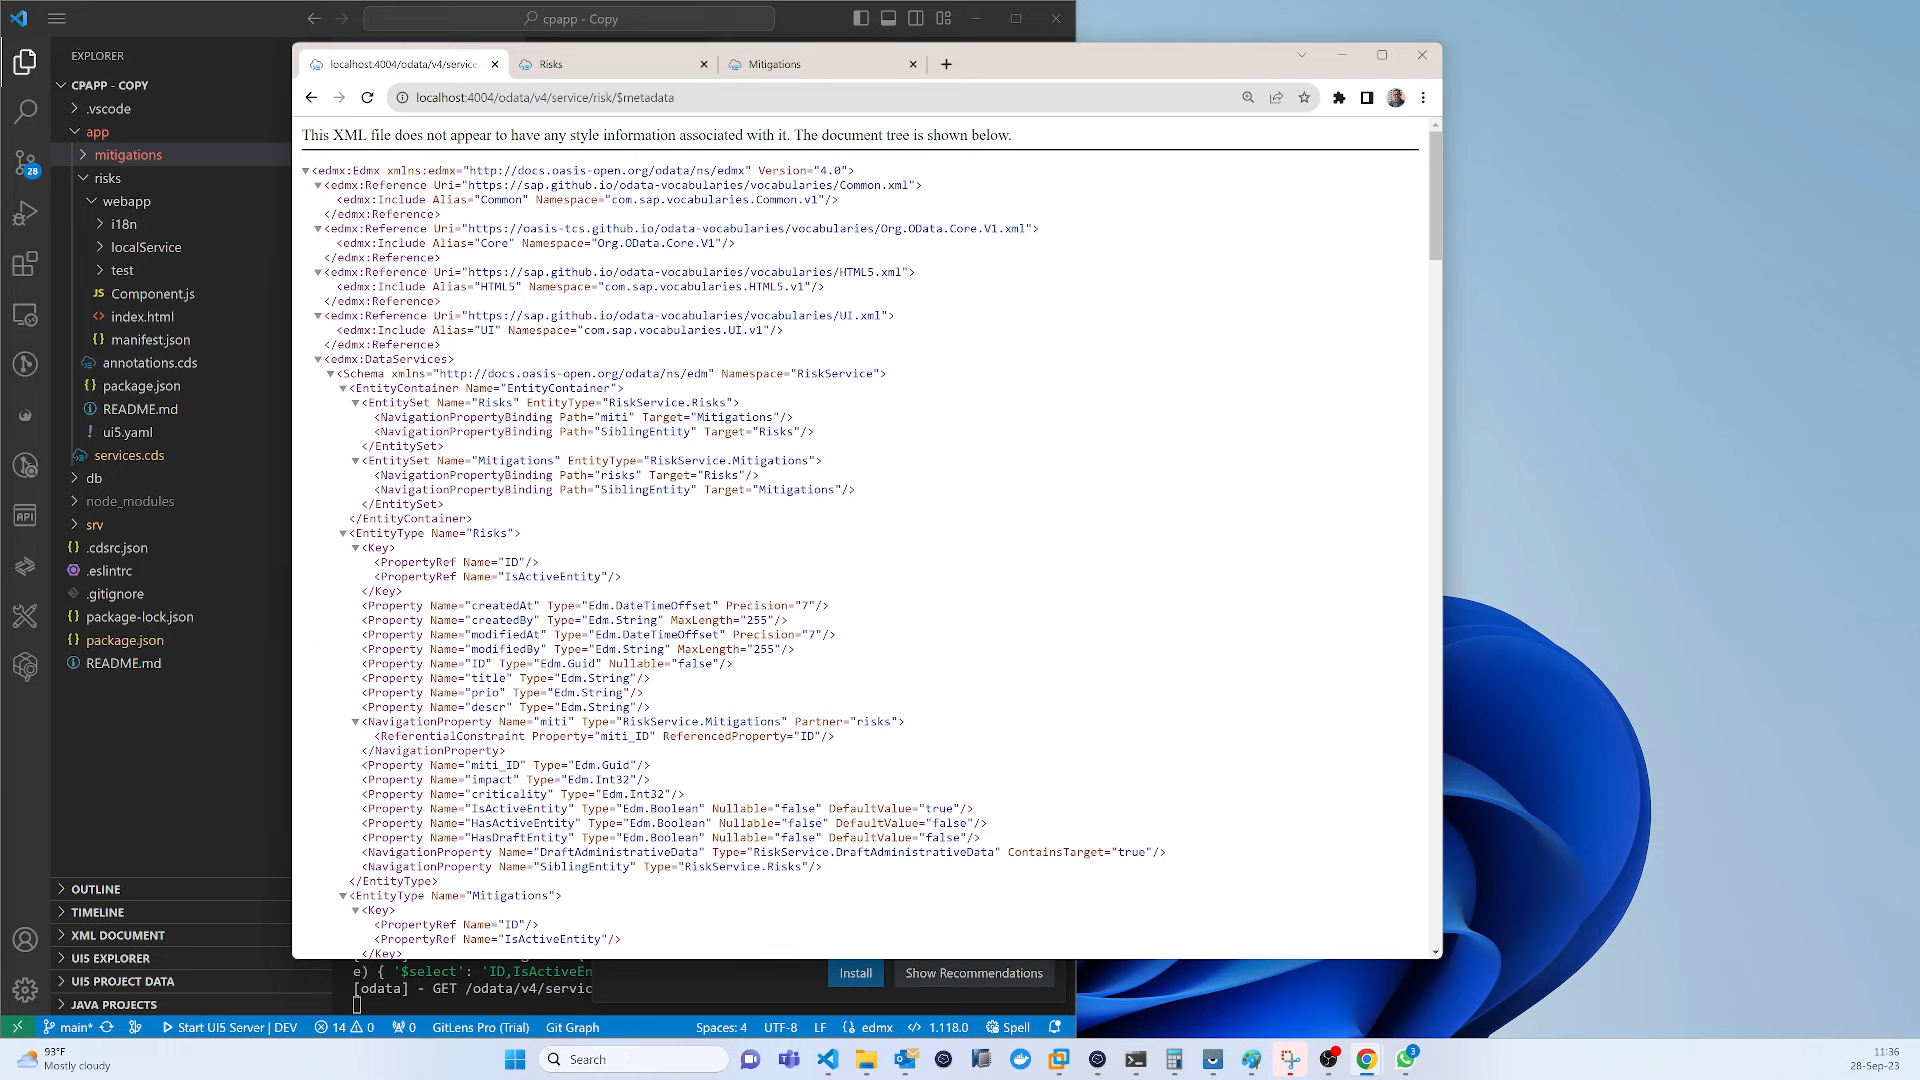 cpapp - Copy
EXPLORER
CPAPP - COPY
.vscode
app
mitigations
risks
webapp
i18n
localService
test
JS Component.js
<> index.html
{} manifest.json
annotations.cds
{} package.json
README.md
! ui5.yaml
services.cds
db
node_modules
srv
{} .cdsrc.json
.eslintrc
.gitignore
{} package-lock.json
{} package.json
README.md
28
API
OUTLINE
TIMELINE
XML DOCUMENT
UI5 EXPLORER
UI5 PROJECT DATA
JAVA PROJECTS
localhost:4004/odata/v4/service
Risks
Mitigations
localhost:4004/odata/v4/service/risk/$metadata
This XML file does not appear to have any style information associated with it. The document tree is shown below.
<edmx:Edmx xmlns:edmx="http://docs.oasis-open.org/odata/ns/edmx" Version="4.0">
<edmx:Reference Uri="https://sap.github.io/odata-vocabularies/vocabularies/Common.xml">
<edmx:Include Alias="Common" Namespace="com.sap.vocabularies.Common.v1"/>
</edmx:Reference>
<edmx:Reference Uri="https://oasis-tcs.github.io/odata-vocabularies/vocabularies/Org.OData.Core.V1.xml">
<edmx:Include Alias="Core" Namespace="Org.OData.Core.V1"/>
</edmx:Reference>
<edmx:Reference Uri="https://sap.github.io/odata-vocabularies/vocabularies/HTML5.xml">
<edmx:Include Alias="HTML5" Namespace="com.sap.vocabularies.HTML5.v1"/>
</edmx:Reference>
<edmx:Reference Uri="https://sap.github.io/odata-vocabularies/vocabularies/UI.xml">
<edmx:Include Alias="UI" Namespace="com.sap.vocabularies.UI.v1"/>
</edmx:Reference>
<edmx:DataServices>
<Schema xmlns="http://docs.oasis-open.org/odata/ns/edm" Namespace="RiskService">
<EntityContainer Name="EntityContainer">
<EntitySet Name="Risks" EntityType="RiskService.Risks">
<NavigationPropertyBinding Path="miti" Target="Mitigations"/>
<NavigationPropertyBinding Path="SiblingEntity" Target="Risks"/>
</EntitySet>
<EntitySet Name="Mitigations" EntityType="RiskService.Mitigations">
<NavigationPropertyBinding Path="risks" Target="Risks"/>
<NavigationPropertyBinding Path="SiblingEntity" Target="Mitigations"/>
</EntitySet>
</EntityContainer>
<EntityType Name="Risks">
<Key>
<PropertyRef Name="ID"/>
<PropertyRef Name="IsActiveEntity"/>
</Key>
<Property Name="createdAt" Type="Edm.DateTimeOffset" Precision="7"/>
<Property Name="createdBy" Type="Edm.String" MaxLength="255"/>
<Property Name="modifiedAt" Type="Edm.DateTimeOffset" Precision="7"/>
<Property Name="modifiedBy" Type="Edm.String" MaxLength="255"/>
<Property Name="ID" Type="Edm.Guid" Nullable="false"/>
<Property Name="title" Type="Edm.String"/>
<Property Name="prio" Type="Edm.String"/>
<Property Name="descr" Type="Edm.String"/>
<NavigationProperty Name="miti" Type="RiskService.Mitigations" Partner="risks">
<ReferentialConstraint Property="miti_ID" ReferencedProperty="ID"/>
</NavigationProperty>
<Property Name="miti_ID" Type="Edm.Guid"/>
<Property Name="impact" Type="Edm.Int32"/>
<Property Name="criticality" Type="Edm.Int32"/>
<Property Name="IsActiveEntity" Type="Edm.Boolean" Nullable="false" DefaultValue="true"/>
<Property Name="HasActiveEntity" Type="Edm.Boolean" Nullable="false" DefaultValue="false"/>
<Property Name="HasDraftEntity" Type="Edm.Boolean" Nullable="false" DefaultValue="false"/>
<NavigationProperty Name="DraftAdministrativeData" Type="RiskService.DraftAdministrativeData" ContainsTarget="true"/>
<NavigationProperty Name="SiblingEntity" Type="RiskService.Risks"/>
</EntityType>
<EntityType Name="Mitigations">
<Key>
<PropertyRef Name="ID"/>
<PropertyRef Name="IsActiveEntity"/>
</Key>
e) { '$select': 'ID,IsActiveEn
[odata] - GET /odata/v4/servic
Install
Show Recommendations
main*
Start UI5 Server | DEV
14
0
0
GitLens Pro (Trial)
Git Graph
Spaces: 4
UTF-8
LF
edmx
1.118.0
Spell
93°F
Mostly cloudy
Search
3
11:36
28-Sep-23